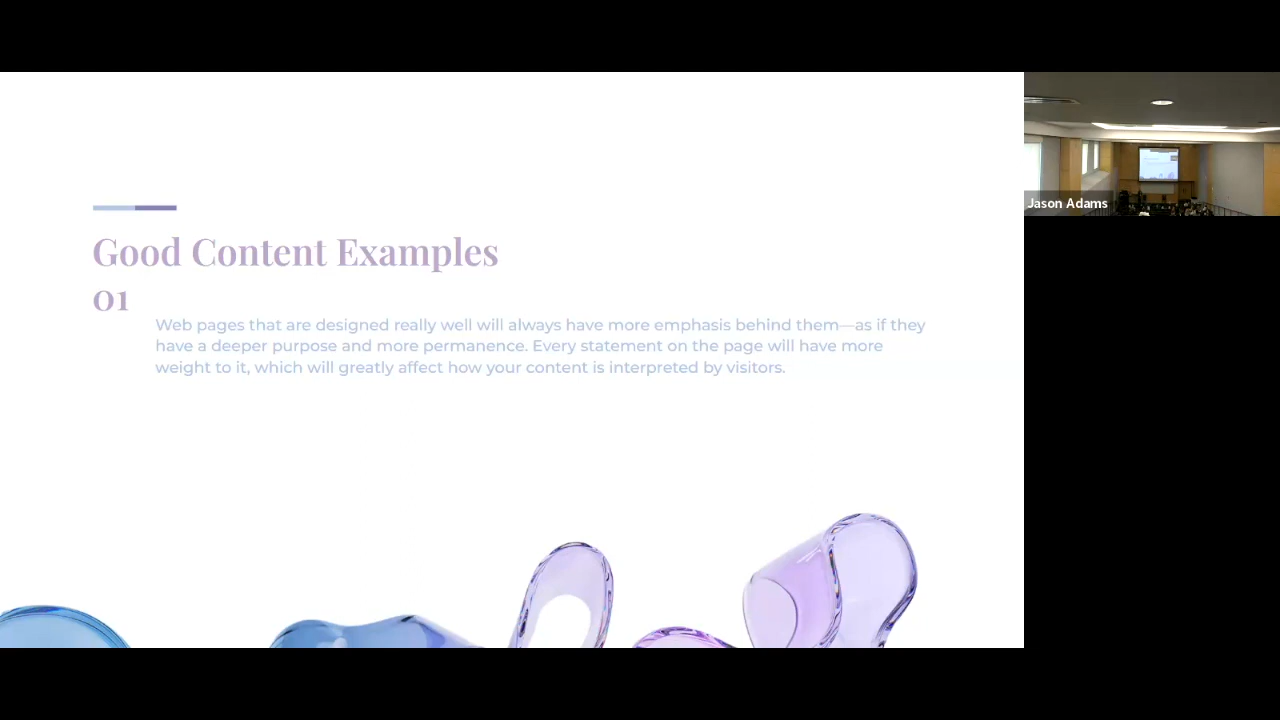 Good Content Examples
01
Web pages that are designed really well will always have more emphasis behind them—as if they
have a deeper purpose and more permanence. Every statement on the page will have more
weight to it, which will greatly affect how your content is interpreted by visitors.
Jason Adams